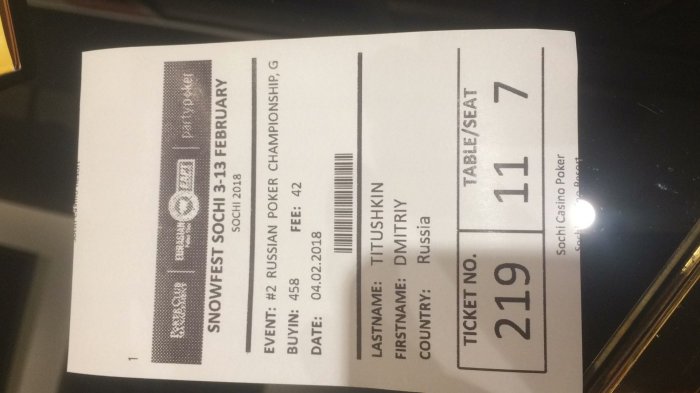 1
EURASIAN
EAPT
partypoker
SNOWFEST SOCHI 3-13 FEBRUARY
SOCHI 2018
EVENT: #2 RUSSIAN POKER CHAMPIONSHIP, G
BUYIN: 458 FEE: 42
DATE: 04.02.2018
LASTNAME: TITUSHKIN
FIRSTNAME: DMITRIY
COUNTRY: Russia
TICKET NO. TABLE/SEAT
219 11 7
Sochi Casino Poker